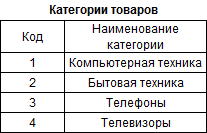 Категории товаров
Код
Наименование
категории
1
Компьютерная техника
2
Бытовая техника
3
Телефоны
4
Телевизоры